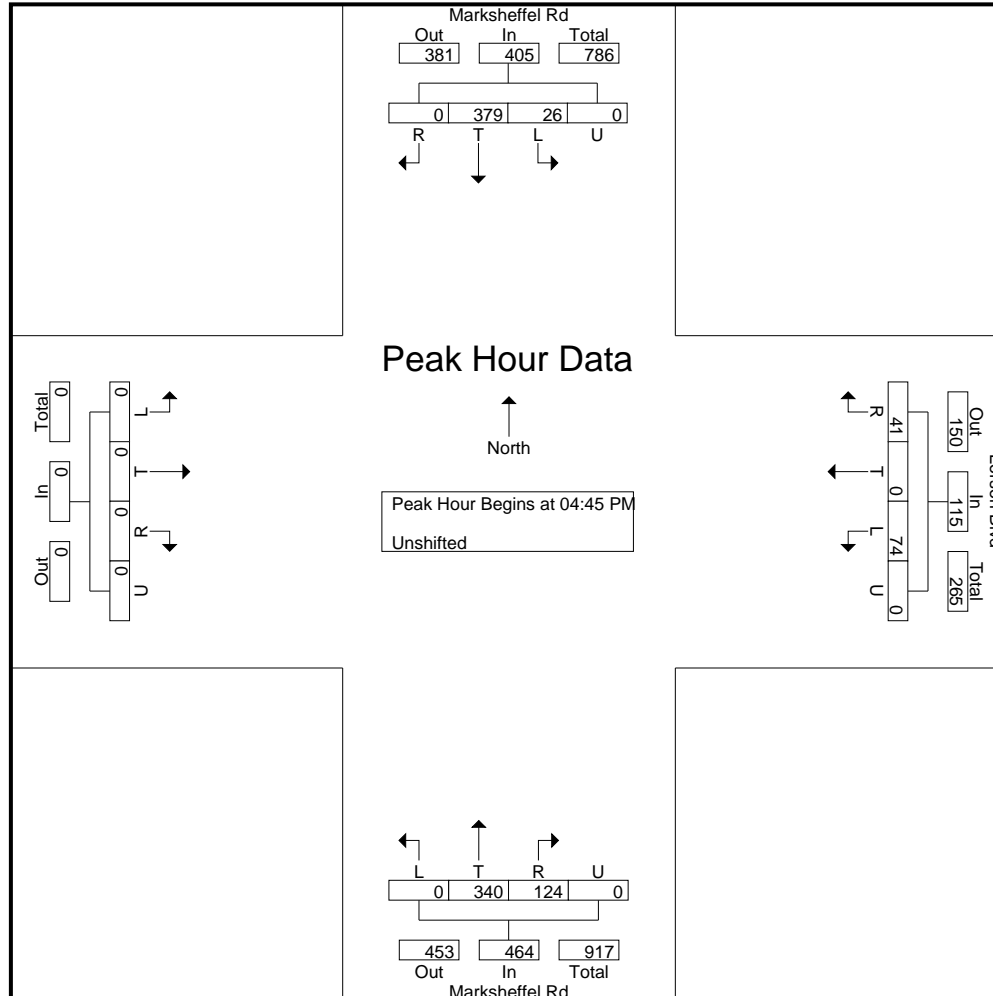 Marksheffel Rd
Out In Total
381 405 786
0 379 26 0
R T L U
Peak Hour Data
North
Peak Hour Begins at 04:45 PM
Unshifted
Total 0 In 0 Out 0
0 0 0 0
L T R U
R T L U
41 0 74 0
Out 150 In 115 Total 265
Blvd
L T R U
0 340 124 0
453 464 917
Out In Total
Marksheffel Rd